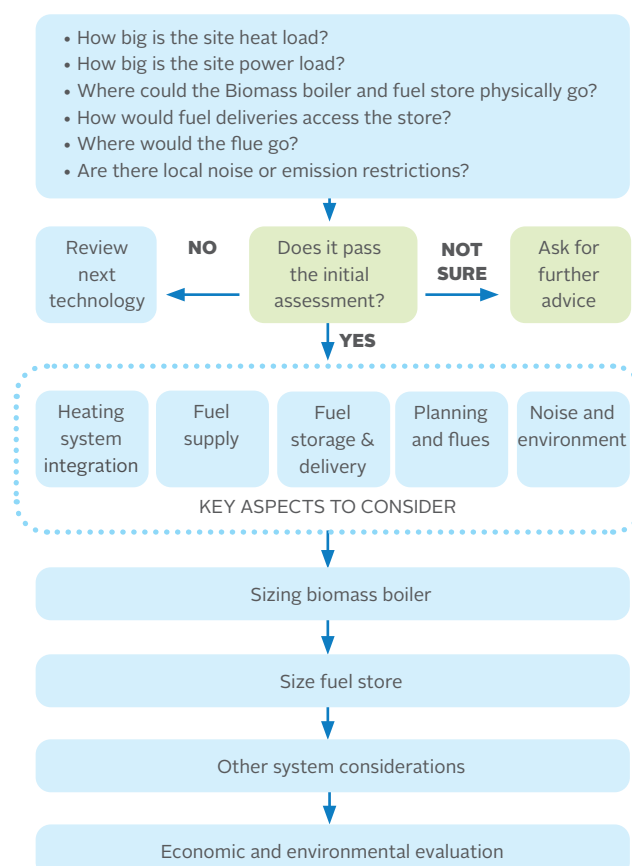 • How big is the site heat load?
• How big is the site power load?
• Where could the Biomass boiler and fuel store physically go?
• How would fuel deliveries access the store?
• Where would the flue go?
• Are there local noise or emission restrictions?
Review
next
technology
NO
Does it pass
the initial
assessment?
NOT
SURE
Ask for
further
advice
YES
Heating
system
integration
Fuel
supply
Fuel
storage &
delivery
Planning
and flues
Noise and
environment
KEY ASPECTS TO CONSIDER
Sizing biomass boiler
Size fuel store
Other system considerations
Economic and environmental evaluation